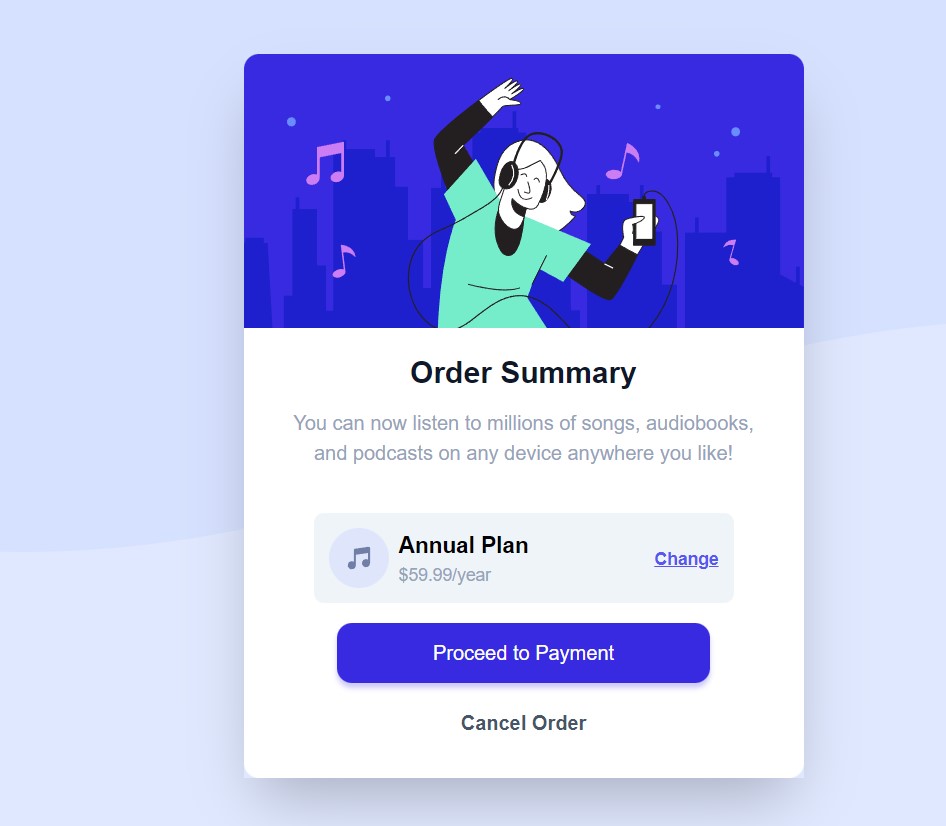 Order Summary
You can now listen to millions of songs, audiobooks,
and podcasts on any device anywhere you like!
Annual Plan
$59.99/year
Change
Proceed to Payment
Cancel Order